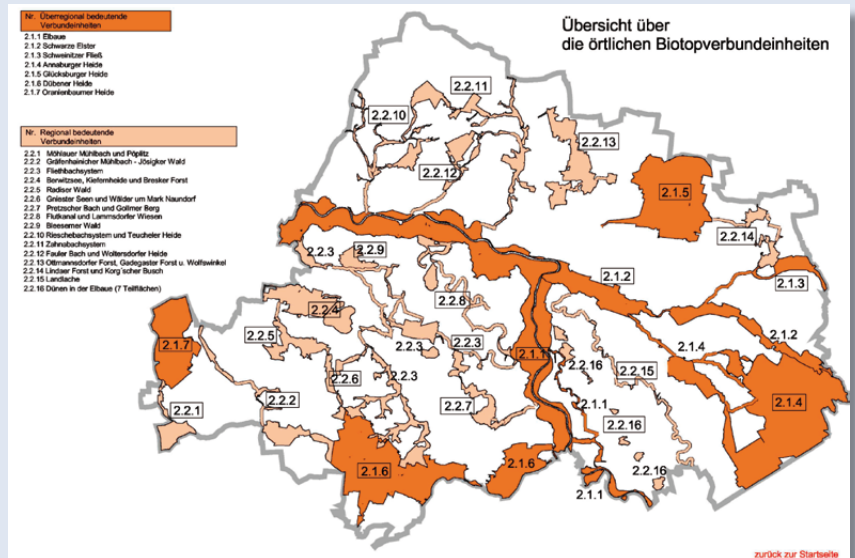 Übersicht über
die örtlichen Biotopverbundeinheiten
Nr. Überregional bedeutende
Verbundeinheiten
2.1.1 Elbaue
2.1.2 Schwarze Elster
2.1.3 Schweinitzer Fließ
2.1.4 Annaburger Heide
2.1.5 Glücksburger Heide
2.1.6 Dübener Heide
2.1.7 Oranienbaumer Heide
Nr. Regional bedeutende
Verbundeinheiten
2.2.1 Möhlauer Mühlbach und Pöplitz
2.2.2 Gräfenhainicher Mühlbach - Jösigker Wald
2.2.3 Fliethbachsystem
2.2.4 Berwitzsee, Kiefernheide und Bresker Forst
2.2.5 Radiser Wald
2.2.6 Gniester Seen und Wälder um Mark Naundorf
2.2.7 Pretzscher Bach und Gollmer Berg
2.2.8 Flutkanal und Lammsdorfer Wiesen
2.2.9 Bleesemer Wald
2.2.10 Rieschebachsystem und Teucheler Heide
2.2.11 Zahnabachsystem
2.2.12 Fauler Bach und Woltersdorfer Heide
2.2.13 Ottmannsdorfer Forst, Gadegaster Forst u. Wolfswinkel
2.2.14 Lindaer Forst und Korg'scher Busch
2.2.15 Landlache
2.2.16 Dünen in der Elbaue (7 Teilflächen)
2.2.11
2.2.10
2.2.13
2.2.12
2.1.5
2.2.14
2.2.3
2.2.9
2.1.2
2.1.3
2.2.8
2.2.4
2.2.5
2.1.2
2.1.7
2.2.3
2.2.3
2.1.1
2.1.4
2.2.16
2.2.15
2.2.6
2.2.3
2.2.2
2.2.7
2.1.1
2.1.4
2.2.1
2.2.16
2.1.6
2.1.6
2.2.16
2.1.1
zurück zur Startseite